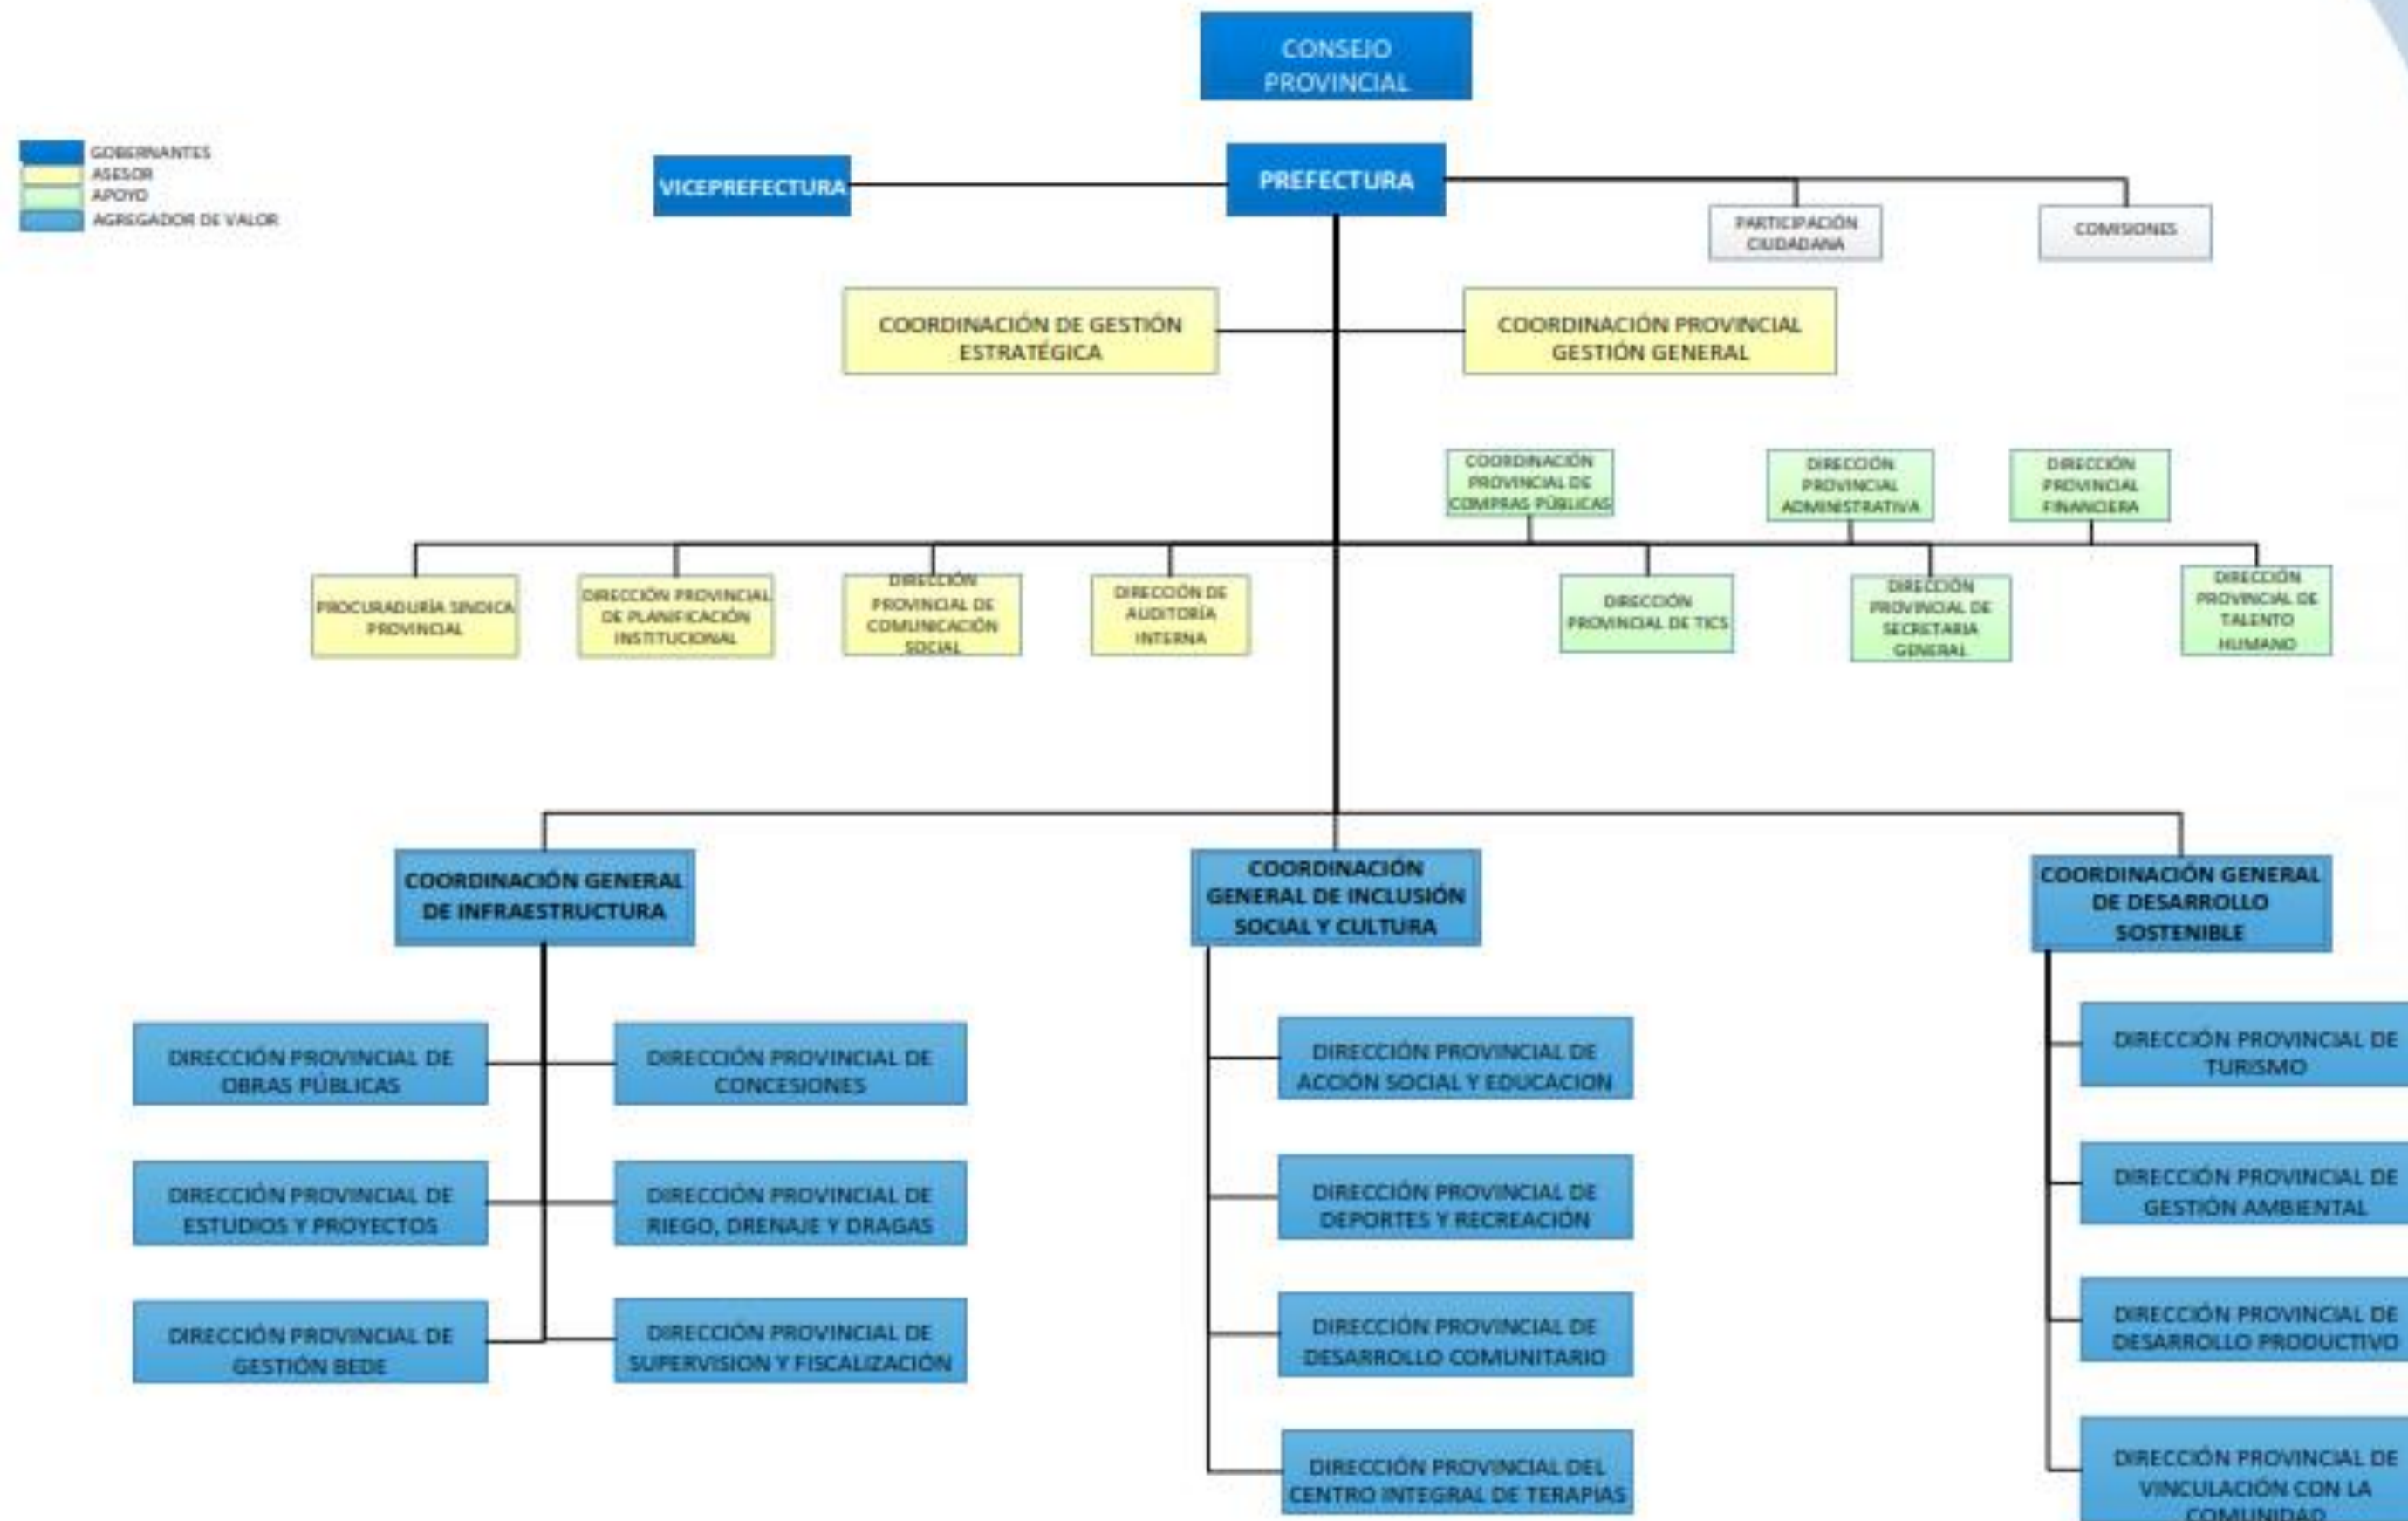 CONSEJO
PROVINCIAL
GOBERNANTES
ASESOR
APOYO
AGREGADOR DE VALOR
VICEPREFECTURA
PREFECTURA
PARTICIPACIÓN
CIUDADANA
COMISIONES
COORDINACIÓN DE GESTIÓN
ESTRATÉGICA
COORDINACIÓN PROVINCIAL
GESTIÓN GENERAL
COORDINACIÓN
PROVINCIAL DE
COMPRAS PÚBLICAS
DIRECCIÓN
PROVINCIAL
ADMINISTRATIVA
DIRECCIÓN
PROVINCIAL
FINANCIERA
PROCURADURÍA SINDICA
PROVINCIAL
DIRECCIÓN PROVINCIAL
DE PLANIFICACIÓN
INSTITUCIONAL
DIRECCIÓN
PROVINCIAL DE
COMUNICACIÓN
SOCIAL
DIRECCIÓN DE
AUDITORÍA
INTERNA
DIRECCIÓN
PROVINCIAL DE TICS
DIRECCIÓN
PROVINCIAL DE
SECRETARIA
GENERAL
DIRECCIÓN
PROVINCIAL DE
TALENTO
HUMANO
COORDINACIÓN GENERAL
DE INFRAESTRUCTURA
COORDINACIÓN
GENERAL DE INCLUSIÓN
SOCIAL Y CULTURA
COORDINACIÓN GENERAL
DE DESARROLLO
SOSTENIBLE
DIRECCIÓN PROVINCIAL DE
OBRAS PÚBLICAS
DIRECCIÓN PROVINCIAL DE
CONCESIONES
DIRECCIÓN PROVINCIAL DE
ESTUDIOS Y PROYECTOS
DIRECCIÓN PROVINCIAL DE
RIEGO, DRENAJE Y DRAGAS
DIRECCIÓN PROVINCIAL DE
GESTIÓN BEDE
DIRECCIÓN PROVINCIAL DE
SUPERVISION Y FISCALIZACIÓN
DIRECCIÓN PROVINCIAL DE
ACCIÓN SOCIAL Y EDUCACION
DIRECCIÓN PROVINCIAL DE
DEPORTES Y RECREACIÓN
DIRECCIÓN PROVINCIAL DE
DESARROLLO COMUNITARIO
DIRECCIÓN PROVINCIAL DEL
CENTRO INTEGRAL DE TERAPIAS
DIRECCIÓN PROVINCIAL DE
TURISMO
DIRECCIÓN PROVINCIAL DE
GESTIÓN AMBIENTAL
DIRECCIÓN PROVINCIAL DE
DESARROLLO PRODUCTIVO
DIRECCIÓN PROVINCIAL DE
VINCULACIÓN CON LA
COMUNIDAD